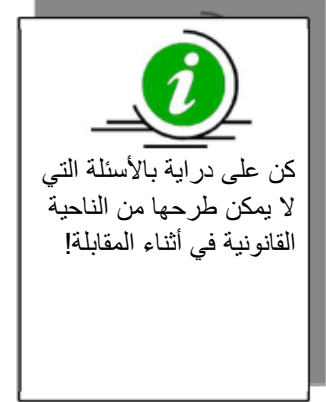 كن على دراية بالأسئلة التي
لا يمكن طرحها من الناحية
القانونية في أثناء المقابلة!